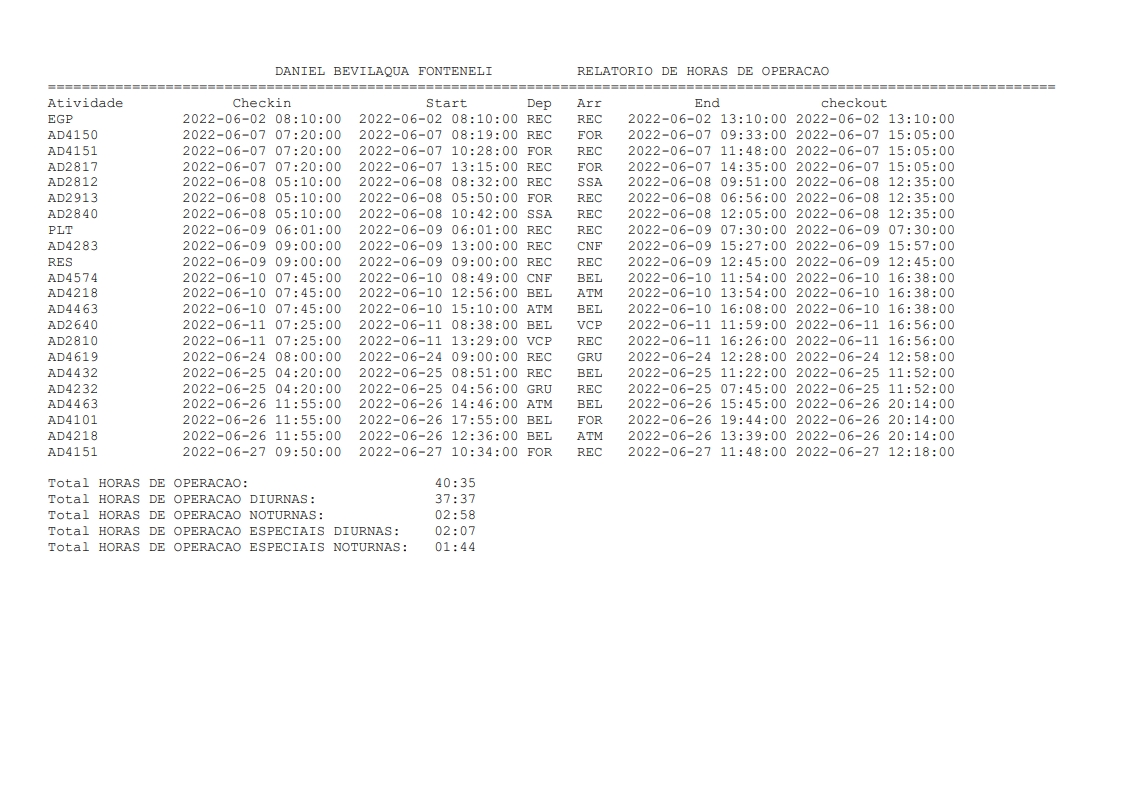 DANIEL BEVILAQUA FONTENELI RELATORIO DE HORAS DE OPERACAO
========================================================================================================================
Atividade Checkin Start Dep Arr End checkout
EGP 2022-06-02 08:10:00 2022-06-02 08:10:00 REC REC 2022-06-02 13:10:00 2022-06-02 13:10:00
AD4150 2022-06-07 07:20:00 2022-06-07 08:19:00 REC FOR 2022-06-07 09:33:00 2022-06-07 15:05:00
AD4151 2022-06-07 07:20:00 2022-06-07 10:28:00 FOR REC 2022-06-07 11:48:00 2022-06-07 15:05:00
AD2817 2022-06-07 07:20:00 2022-06-07 13:15:00 REC FOR 2022-06-07 14:35:00 2022-06-07 15:05:00
AD2812 2022-06-08 05:10:00 2022-06-08 08:32:00 REC SSA 2022-06-08 09:51:00 2022-06-08 12:35:00
AD2913 2022-06-08 05:10:00 2022-06-08 05:50:00 FOR REC 2022-06-08 06:56:00 2022-06-08 12:35:00
AD2840 2022-06-08 05:10:00 2022-06-08 10:42:00 SSA REC 2022-06-08 12:05:00 2022-06-08 12:35:00
PLT 2022-06-09 06:01:00 2022-06-09 06:01:00 REC REC 2022-06-09 07:30:00 2022-06-09 07:30:00
AD4283 2022-06-09 09:00:00 2022-06-09 13:00:00 REC CNF 2022-06-09 15:27:00 2022-06-09 15:57:00
RES 2022-06-09 09:00:00 2022-06-09 09:00:00 REC REC 2022-06-09 12:45:00 2022-06-09 12:45:00
AD4574 2022-06-10 07:45:00 2022-06-10 08:49:00 CNF BEL 2022-06-10 11:54:00 2022-06-10 16:38:00
AD4218 2022-06-10 07:45:00 2022-06-10 12:56:00 BEL ATM 2022-06-10 13:54:00 2022-06-10 16:38:00
AD4463 2022-06-10 07:45:00 2022-06-10 15:10:00 ATM BEL 2022-06-10 16:08:00 2022-06-10 16:38:00
AD2640 2022-06-11 07:25:00 2022-06-11 08:38:00 BEL VCP 2022-06-11 11:59:00 2022-06-11 16:56:00
AD2810 2022-06-11 07:25:00 2022-06-11 13:29:00 VCP REC 2022-06-11 16:26:00 2022-06-11 16:56:00
AD4619 2022-06-24 08:00:00 2022-06-24 09:00:00 REC GRU 2022-06-24 12:28:00 2022-06-24 12:58:00
AD4432 2022-06-25 04:20:00 2022-06-25 08:51:00 REC BEL 2022-06-25 11:22:00 2022-06-25 11:52:00
AD4232 2022-06-25 04:20:00 2022-06-25 04:56:00 GRU REC 2022-06-25 07:45:00 2022-06-25 11:52:00
AD4463 2022-06-26 11:55:00 2022-06-26 14:46:00 ATM BEL 2022-06-26 15:45:00 2022-06-26 20:14:00
AD4101 2022-06-26 11:55:00 2022-06-26 17:55:00 BEL FOR 2022-06-26 19:44:00 2022-06-26 20:14:00
AD4218 2022-06-26 11:55:00 2022-06-26 12:36:00 BEL ATM 2022-06-26 13:39:00 2022-06-26 20:14:00
AD4151 2022-06-27 09:50:00 2022-06-27 10:34:00 FOR REC 2022-06-27 11:48:00 2022-06-27 12:18:00
Total HORAS DE OPERACAO: 40:35
Total HORAS DE OPERACAO DIURNAS: 37:37
Total HORAS DE OPERACAO NOTURNAS: 02:58
Total HORAS DE OPERACAO ESPECIAIS DIURNAS: 02:07
Total HORAS DE OPERACAO ESPECIAIS NOTURNAS: 01:44